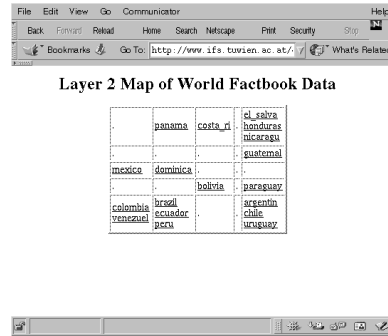 File Edit View Go Communicator Help
Back Forward Reload Home Search Netscape Print Security Stop N
Bookmarks Go To: http://www.ifs.tuwien.ac.at/ What's Relate
Layer 2 Map of World Factbook Data
. panama costa_ri . el_salva
honduras
nicaragu
. . . . guatemal
mexico dominica . . .
. . bolivia . paraguay
colombia brazil . . argentin
venezuel ecuador chile
peru uruguay